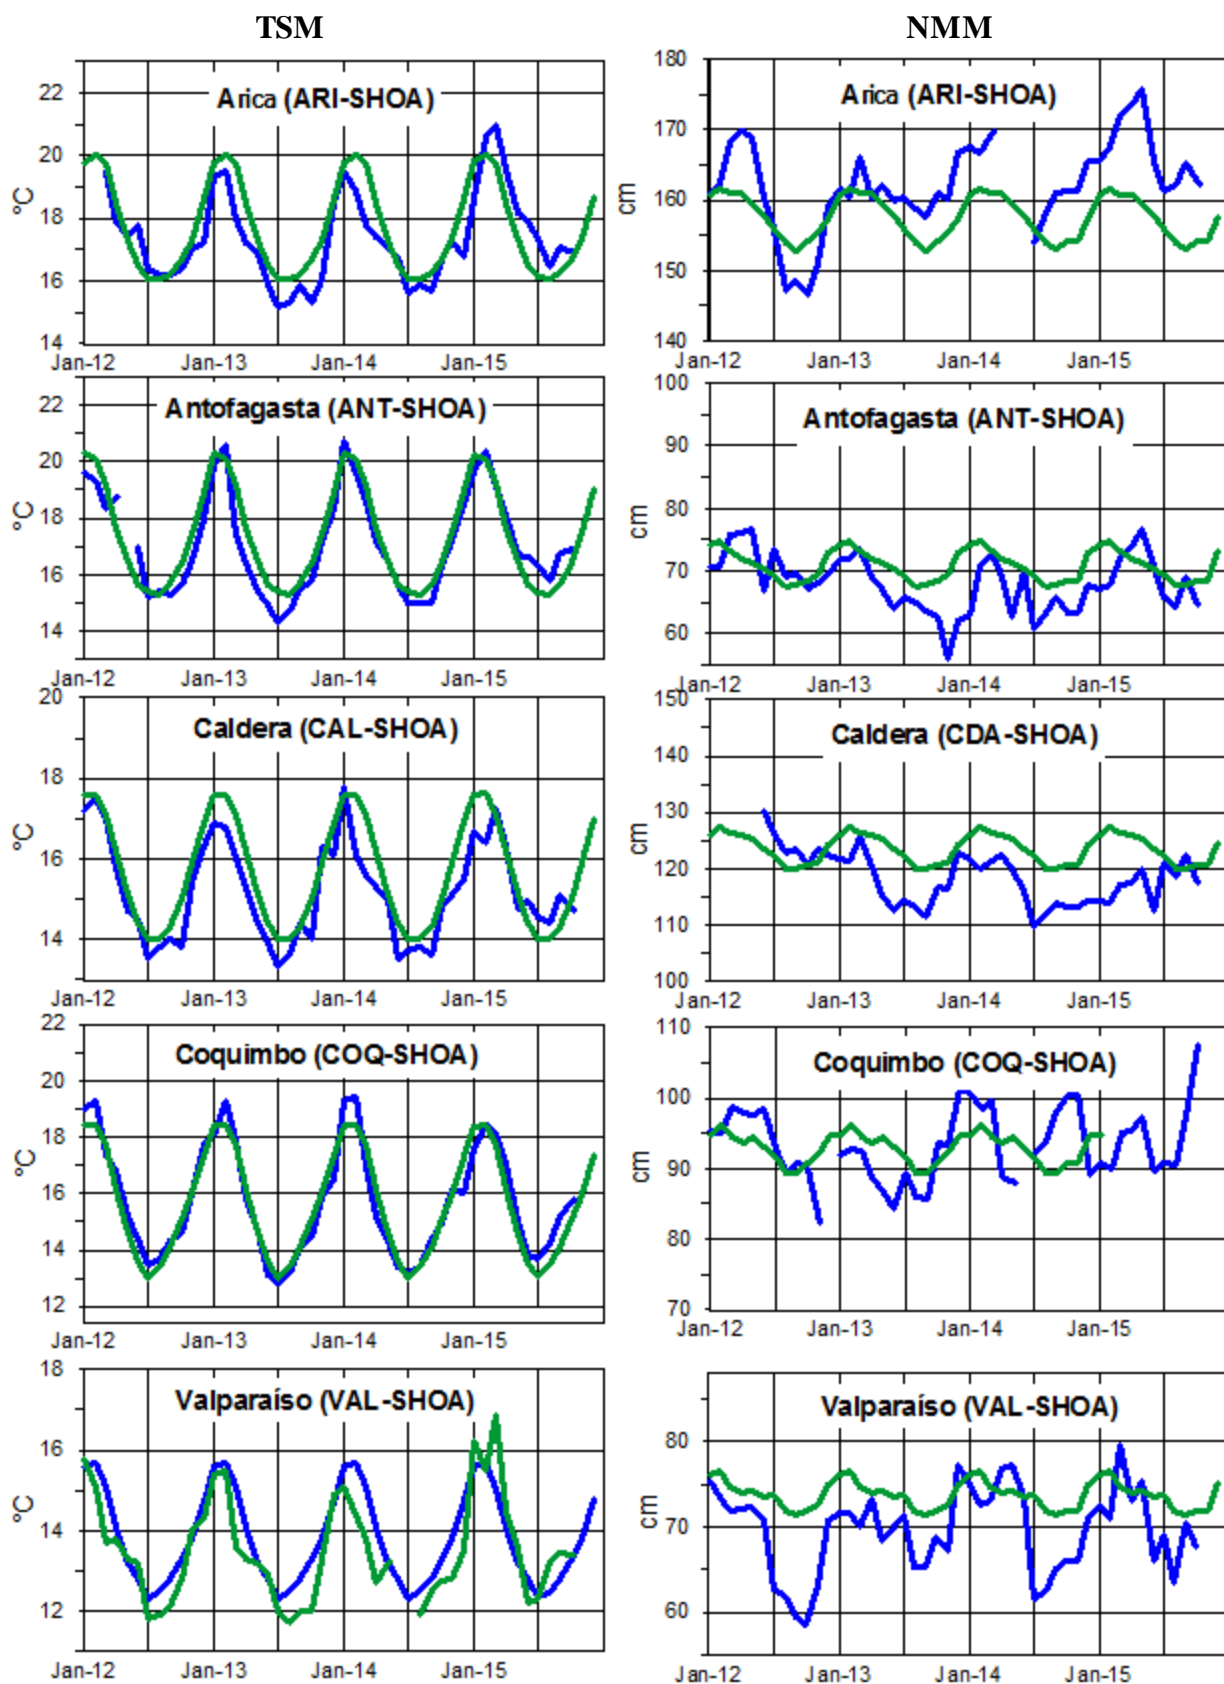 TSM
NMM
Arica (ARI-SHOA)
22
20
18
16
14
°C
Jan-12 Jan-13 Jan-14 Jan-15
Arica (ARI-SHOA)
180
170
160
150
140
cm
Jan-12 Jan-13 Jan-14 Jan-15
Antofagasta (ANT-SHOA)
22
20
18
16
14
°C
Jan-12 Jan-13 Jan-14 Jan-15
Antofagasta (ANT-SHOA)
100
90
80
70
60
cm
Jan-12 Jan-13 Jan-14 Jan-15
Caldera (CAL-SHOA)
20
18
16
14
°C
Jan-12 Jan-13 Jan-14 Jan-15
Caldera (CDA-SHOA)
150
140
130
120
110
100
cm
Jan-12 Jan-13 Jan-14 Jan-15
Coquimbo (COQ-SHOA)
22
20
18
16
14
12
°C
Jan-12 Jan-13 Jan-14 Jan-15
Coquimbo (COQ-SHOA)
110
100
90
80
70
cm
Jan-12 Jan-13 Jan-14 Jan-15
Valparaíso (VAL-SHOA)
18
16
14
12
°C
Jan-12 Jan-13 Jan-14 Jan-15
Valparaíso (VAL-SHOA)
80
70
60
cm
Jan-12 Jan-13 Jan-14 Jan-15